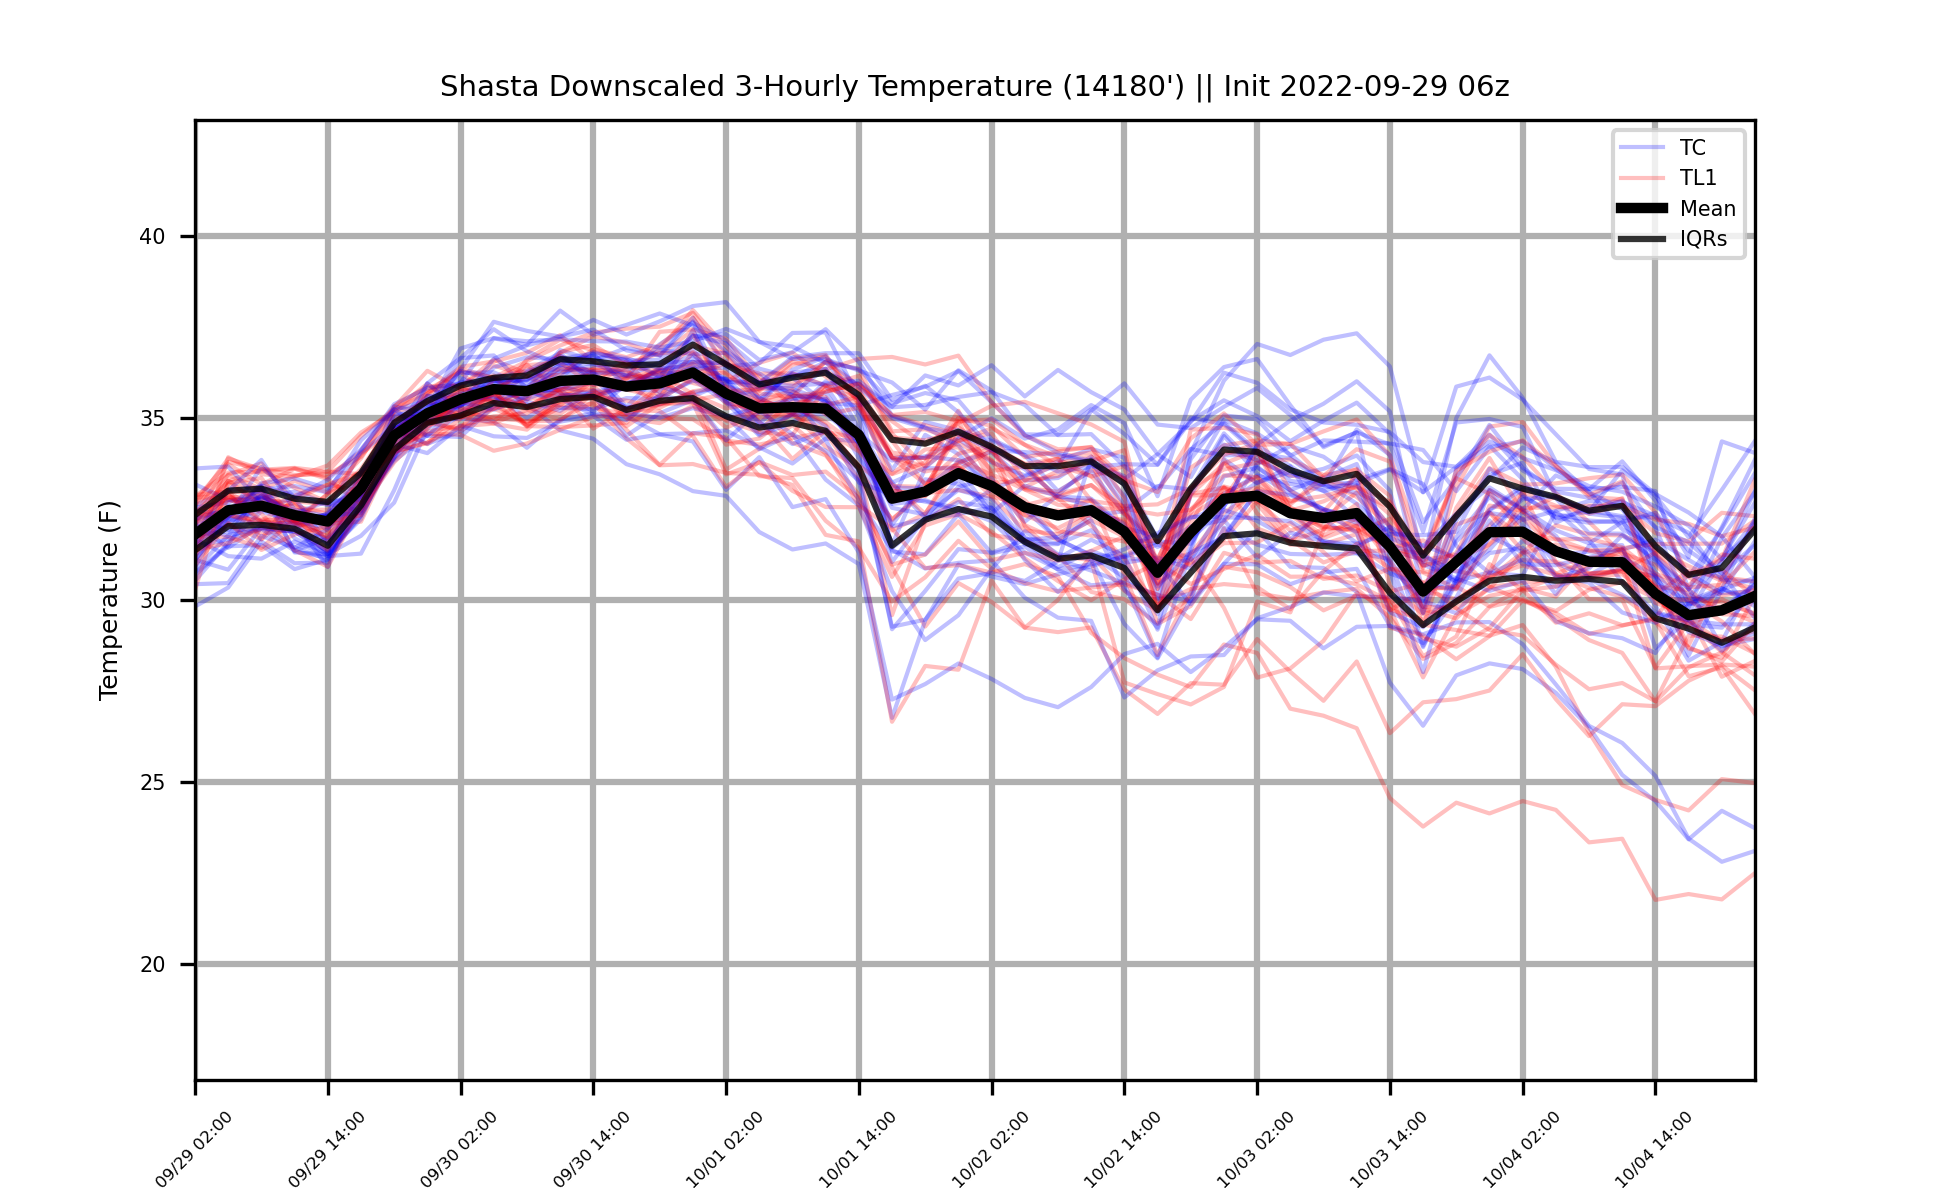 Shasta Downscaled 3-Hourly Temperature (14180') || Init 2022-09-29 06z
TC
TL1
Mean
IQRs
Temperature (F)
40
35
30
25
20
09/29 02:00
09/29 14:00
09/30 02:00
09/30 14:00
10/01 02:00
10/01 14:00
10/02 02:00
10/02 14:00
10/03 02:00
10/03 14:00
10/04 02:00
10/04 14:00